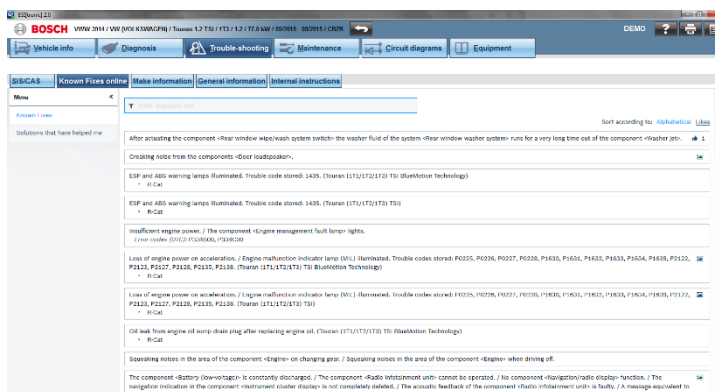 ESI[tronic] 2.0
BOSCH VWW 3914 / VW (VOLKSWAGEN) / Touran 1.2 TSI / 1T3 / 1.2 / 77.0 kW / 05/2010 - 05/2015 / CBZB DEMO ?
Vehicle info Diagnosis Trouble-shooting Maintenance Circuit diagrams Equipment
SIS/CAS Known Fixes online Make information General information Internal instructions
Menu «
Known Fixes
Solutions that have helped me
Filter displayed list
Sort according to: Alphabetical Likes
After actuating the component <Rear window wipe/wash system switch> the washer fluid of the system <Rear window washer system> runs for a very long time out of the component <Washer jet>. 1
Creaking noise from the components <Door loudspeaker>.
ESP and ABS warning lamps illuminated. Trouble code stored: 1435. (Touran (1T1/1T2/1T3) TSI BlueMotion Technology)
• R-Cat
ESP and ABS warning lamps illuminated. Trouble code stored: 1435. (Touran (1T1/1T2/1T3) TSI)
• R-Cat
Insufficient engine power. / The component <Engine management fault lamp> lights.
Error codes (DTC): P334B00, P334C00
Loss of engine power on acceleration. / Engine malfunction indicator lamp (MIL) illuminated. Trouble codes stored: P0225, P0226, P0227, P0228, P1630, P1631, P1632, P1633, P1634, P1639, P2122,
P2123, P2127, P2128, P2135, P2138. (Touran (1T1/1T2/1T3) TSI BlueMotion Technology)
• R-Cat
Loss of engine power on acceleration. / Engine malfunction indicator lamp (MIL) illuminated. Trouble codes stored: P0225, P0226, P0227, P0228, P1630, P1631, P1632, P1633, P1634, P1639, P2122,
P2123, P2127, P2128, P2135, P2138. (Touran (1T1/1T2/1T3) TSI)
• R-Cat
Oil leak from engine oil sump drain plug after replacing engine oil. (Touran (1T1/1T2/1T3) TSI BlueMotion Technology)
• R-Cat
Squeaking noises in the area of the component <Engine> on changing gear. / Squeaking noises in the area of the component <Engine> when driving off.
The component <Battery (low-voltage)> is constantly discharged. / The component <Radio infotainment unit> cannot be operated. / No component <Navigation/radio display> function. / The
navigation indication in the component <Instrument cluster display> is not completely deleted. / The acoustic feedback of the component <Radio infotainment unit> is faulty. / A message equivalent to